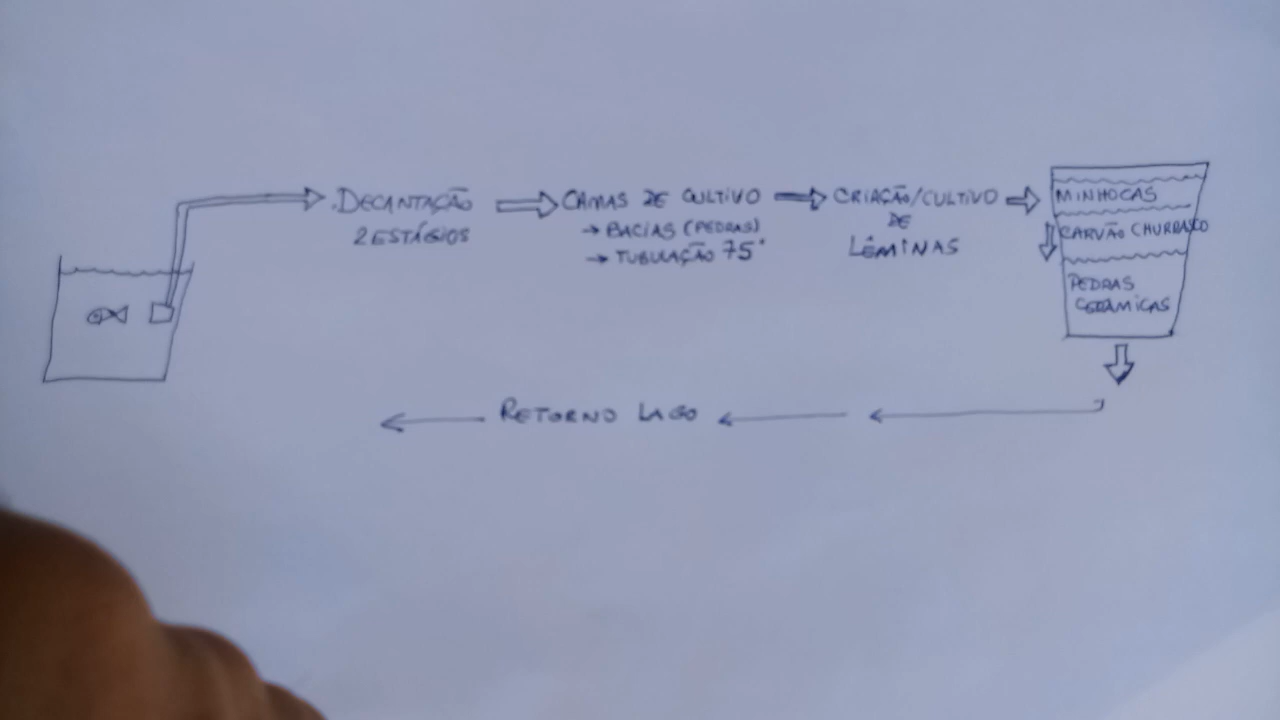 DECANTAÇÃO
2 ESTÁGIOS
CAMAS DE CULTIVO
→ BACIAS (PEDRAS)
→ TUBULAÇÃO 75°
CRIAÇÃO/CULTIVO
DE
LÊMINAS
MINHOCAS
CARVÃO CHURRASCO
PEDRAS
CERÂMICAS
RETORNO LAGO